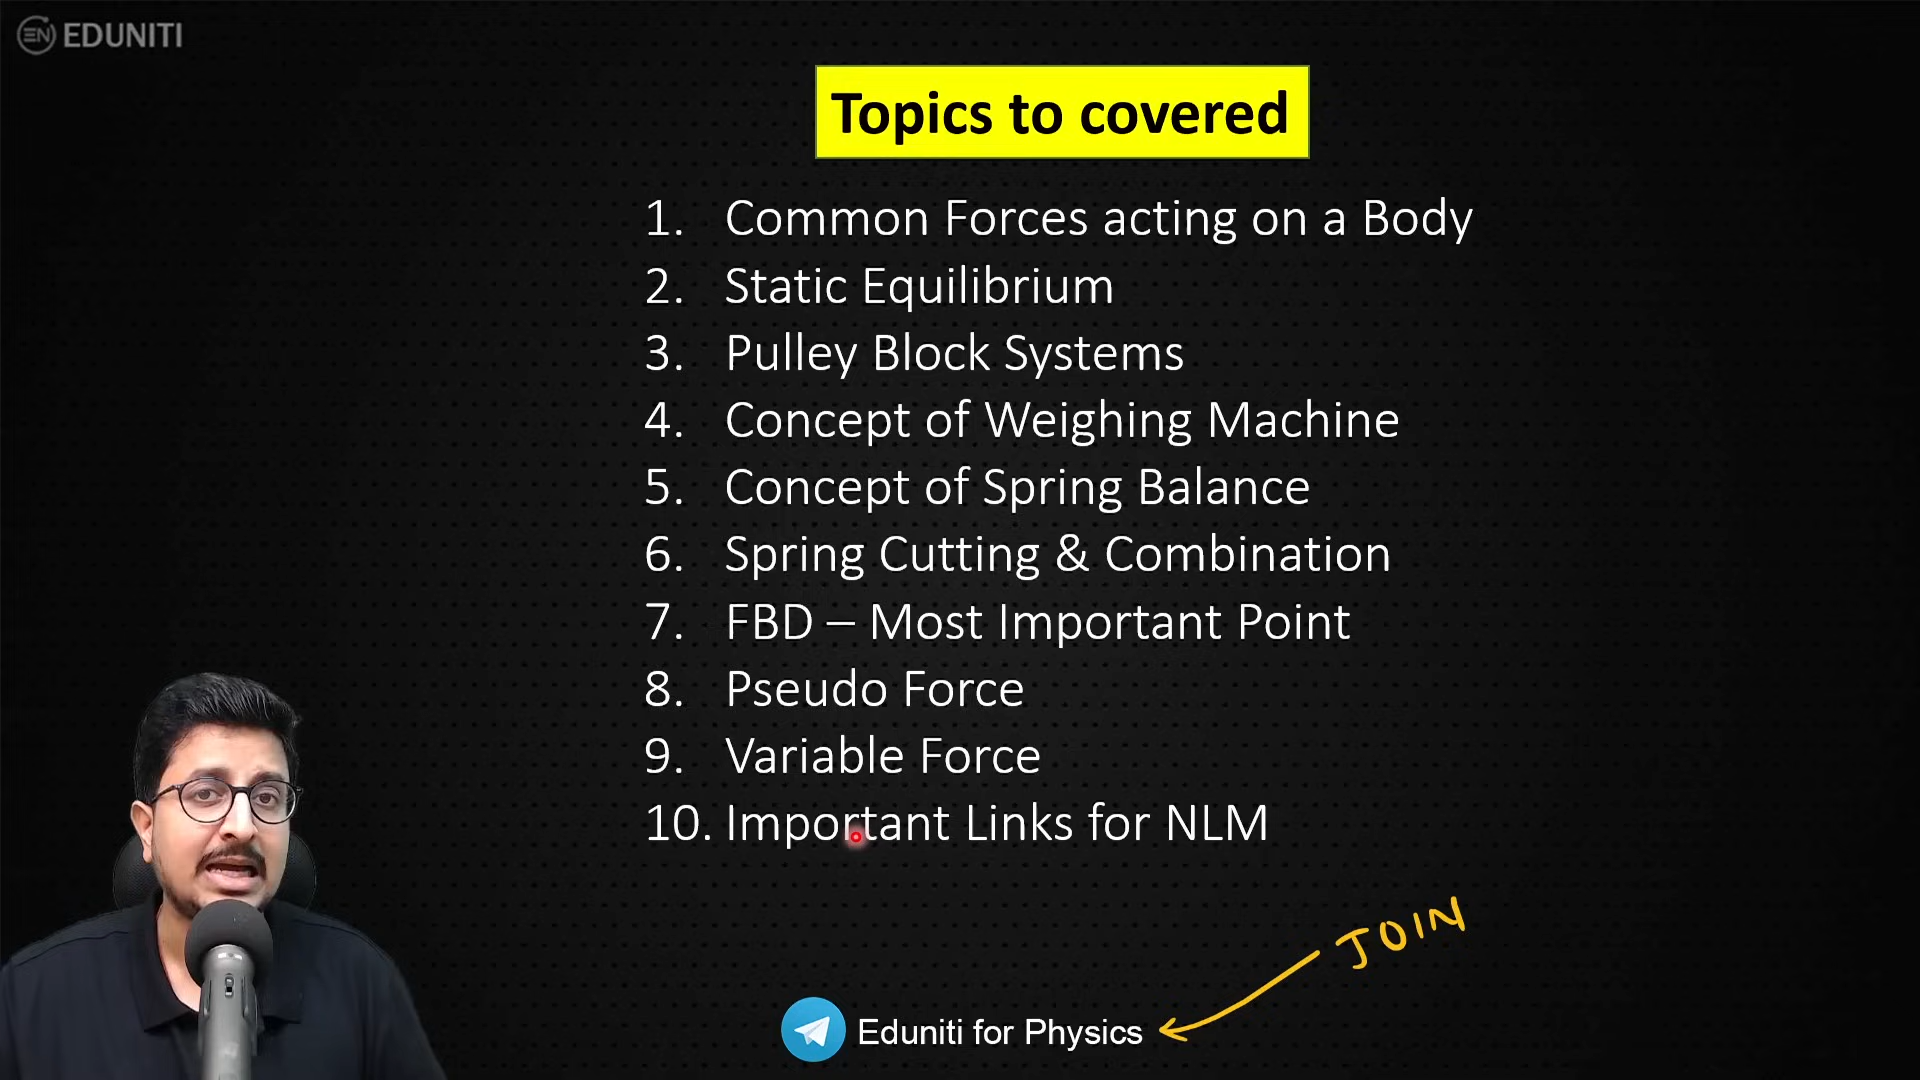 EN EDUNITI
Topics to covered
1. Common Forces acting on a Body
2. Static Equilibrium
3. Pulley Block Systems
4. Concept of Weighing Machine
5. Concept of Spring Balance
6. Spring Cutting & Combination
7. FBD – Most Important Point
8. Pseudo Force
9. Variable Force
10. Important Links for NLM
JOIN
Eduniti for Physics